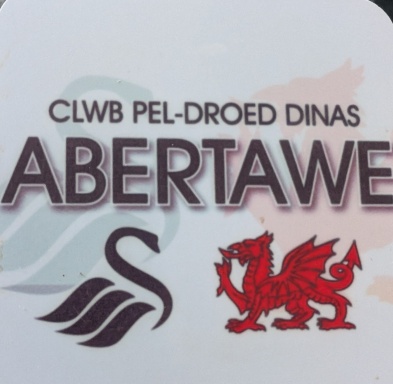 CLWB PEL-DROED DINAS
ABERTAWE